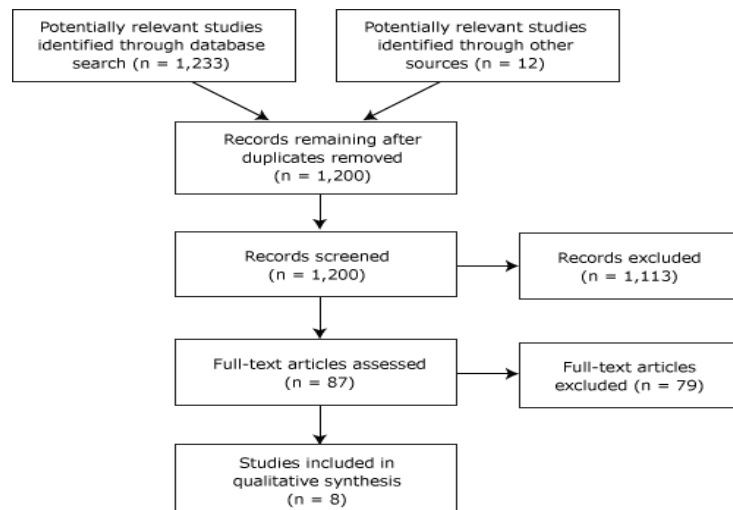 Potentially relevant studies
identified through database
search (n = 1,233)
Potentially relevant studies
identified through other
sources (n = 12)
Records remaining after
duplicates removed
(n = 1,200)
Records screened
(n = 1,200)
Records excluded
(n = 1,113)
Full-text articles assessed
(n = 87)
Full-text articles
excluded (n = 79)
Studies included in
qualitative synthesis
(n = 8)